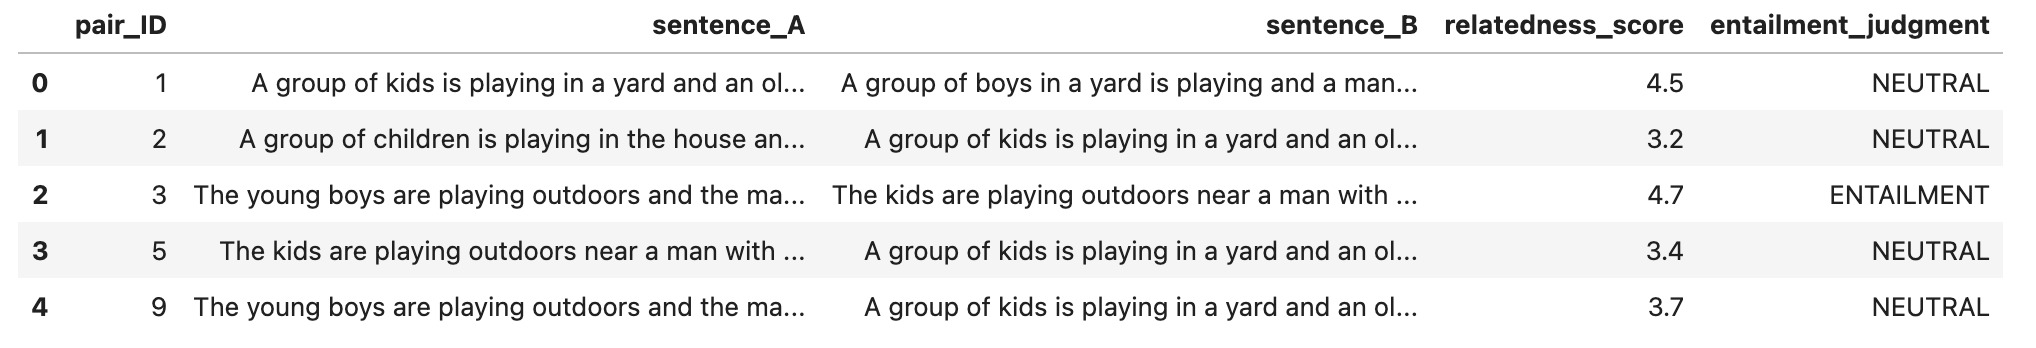 pair_ID sentence_A sentence_B relatedness_score entailment_judgment
0 1 A group of kids is playing in a yard and an ol... A group of boys in a yard is playing and a man... 4.5 NEUTRAL
1 2 A group of children is playing in the house an... A group of kids is playing in a yard and an ol... 3.2 NEUTRAL
2 3 The young boys are playing outdoors and the ma... The kids are playing outdoors near a man with ... 4.7 ENTAILMENT
3 5 The kids are playing outdoors near a man with ... A group of kids is playing in a yard and an ol... 3.4 NEUTRAL
4 9 The young boys are playing outdoors and the ma... A group of kids is playing in a yard and an ol... 3.7 NEUTRAL